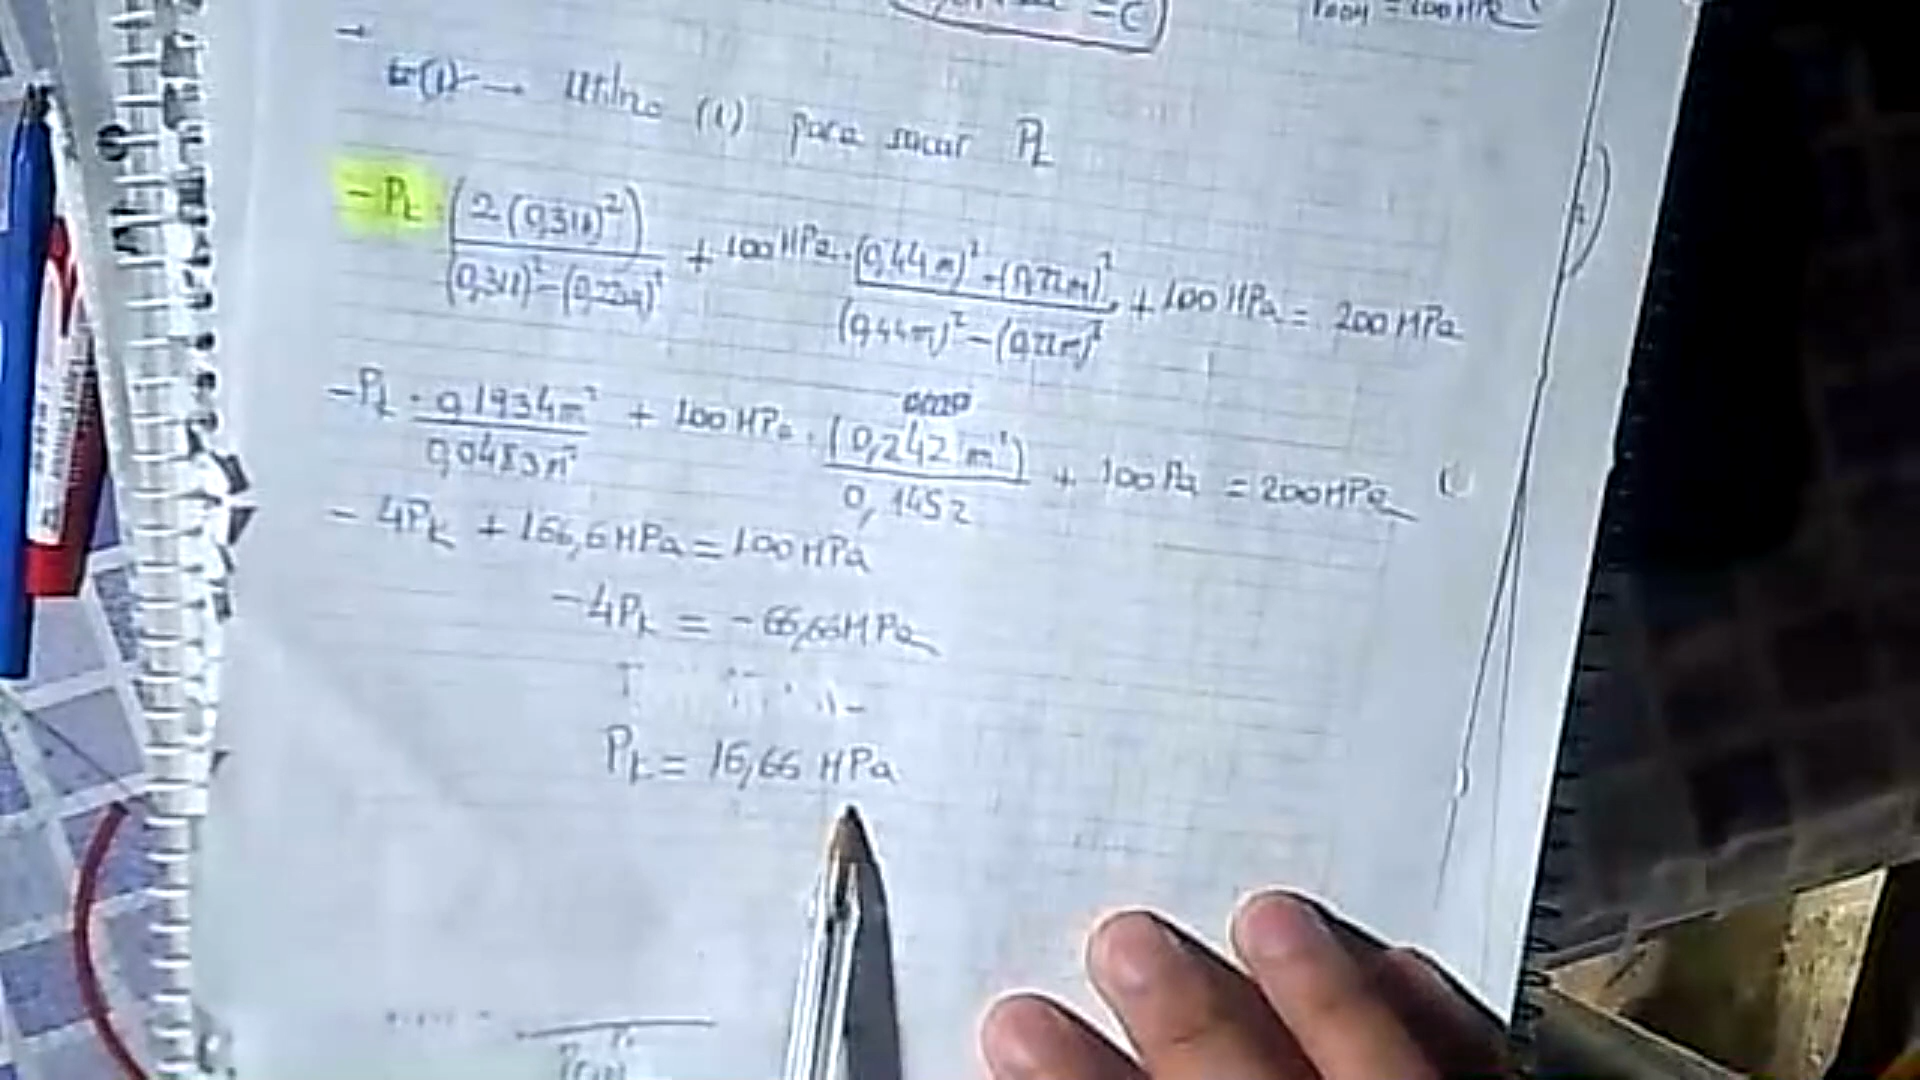 = C
100 MPa
→ Utilizo (1) para sacar PL
- PL · (2(0,311)²) / (0,311)² - (0,22m)² + 100 MPa · (0,44m)² + (0,22m)² / (0,44m)² - (0,22m)² + 100 MPa = 200 MPa
- PL · 0,1934m² / 0,0483m² + 100 MPa · (0,242 m²) / 0,1452 + 100 Pa = 200 MPa
- 4PL + 166,6 MPa = 100 MPa
- 4PL = - 66,66 MPa
PL = 16,66 MPa